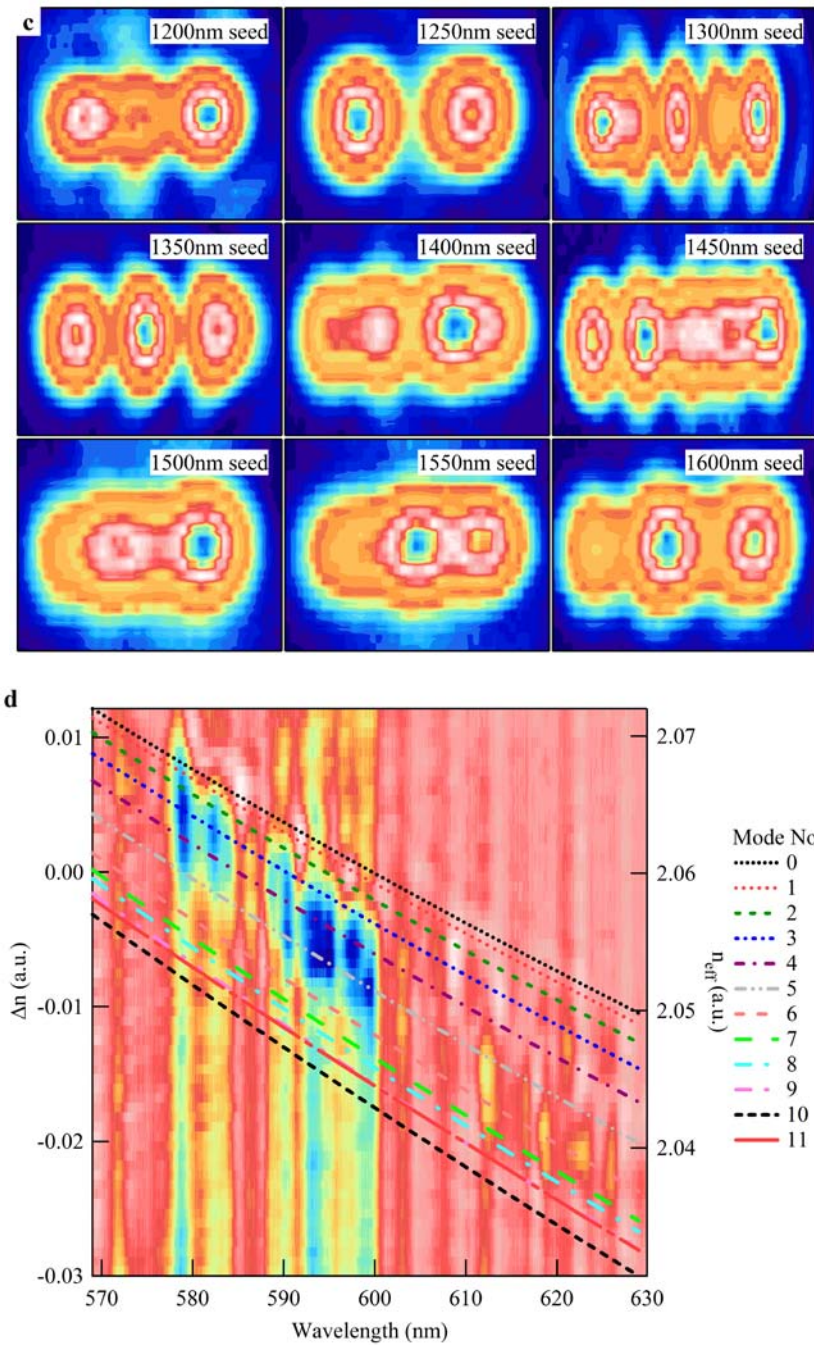 c
1200nm seed
1250nm seed
1300nm seed
1350nm seed
1400nm seed
1450nm seed
1500nm seed
1550nm seed
1600nm seed
d
0.01
0.00
-0.01
-0.02
-0.03
Δn (a.u.)
2.07
2.06
2.05
2.04
n_eff (a.u.)
570
580
590
600
610
620
630
Wavelength (nm)
Mode No
0
1
2
3
4
5
6
7
8
9
10
11